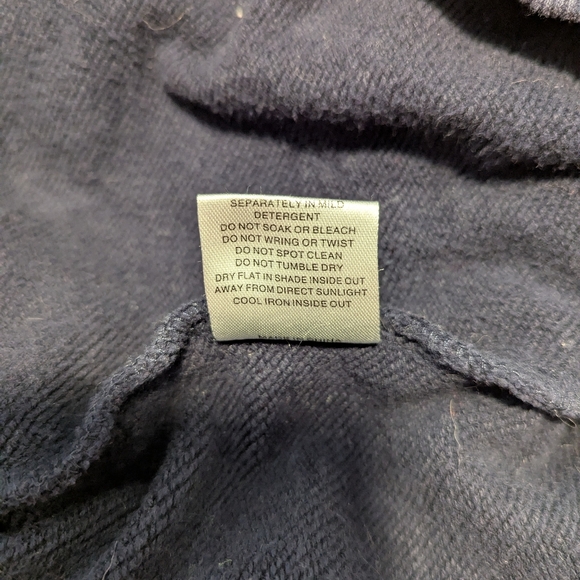 SEPARATELY IN MILD
DETERGENT
DO NOT SOAK OR BLEACH
DO NOT WRING OR TWIST
DO NOT SPOT CLEAN
DO NOT TUMBLE DRY
DRY FLAT IN SHADE INSIDE OUT
AWAY FROM DIRECT SUNLIGHT
COOL IRON INSIDE OUT